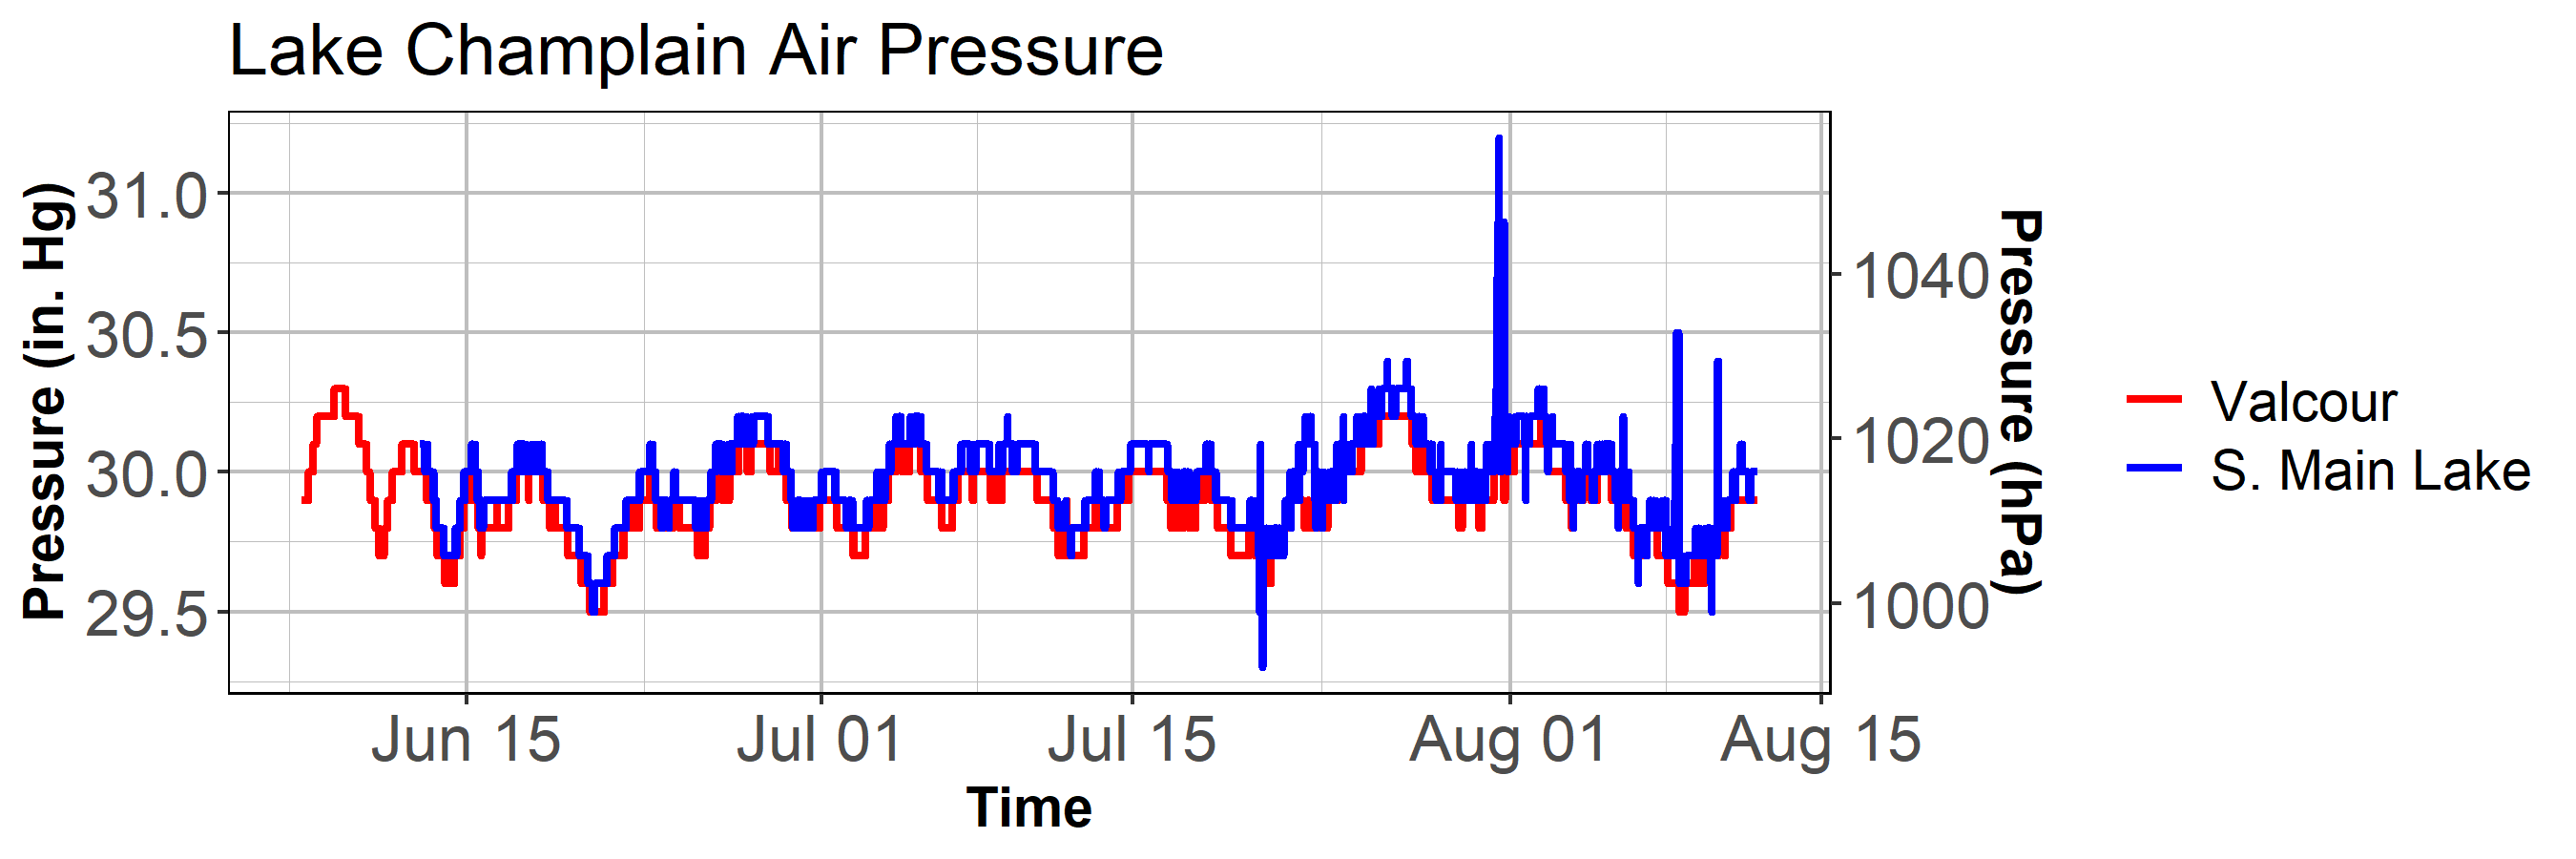 Lake Champlain Air Pressure
Pressure (in. Hg)
31.0
30.5
30.0
29.5
1040
1020
1000
Pressure (hPa)
Jun 15
Jul 01
Jul 15
Aug 01
Aug 15
Time
Valcour
S. Main Lake